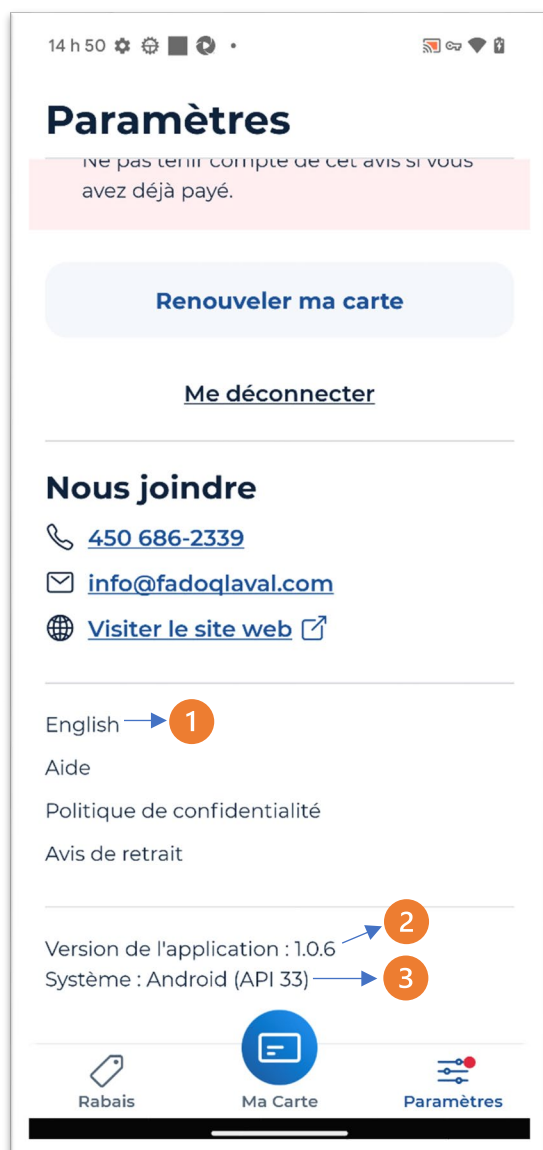 14 h 50
Paramètres
Ne pas tenir compte de cet avis si vous
avez déjà payé.
Renouveler ma carte
Me déconnecter
Nous joindre
450 686-2339
info@fadoqlaval.com
Visiter le site web
English
1
Aide
Politique de confidentialité
Avis de retrait
2
Version de l'application : 1.0.6
Système : Android (API 33)
3
Rabais
Ma Carte
Paramètres